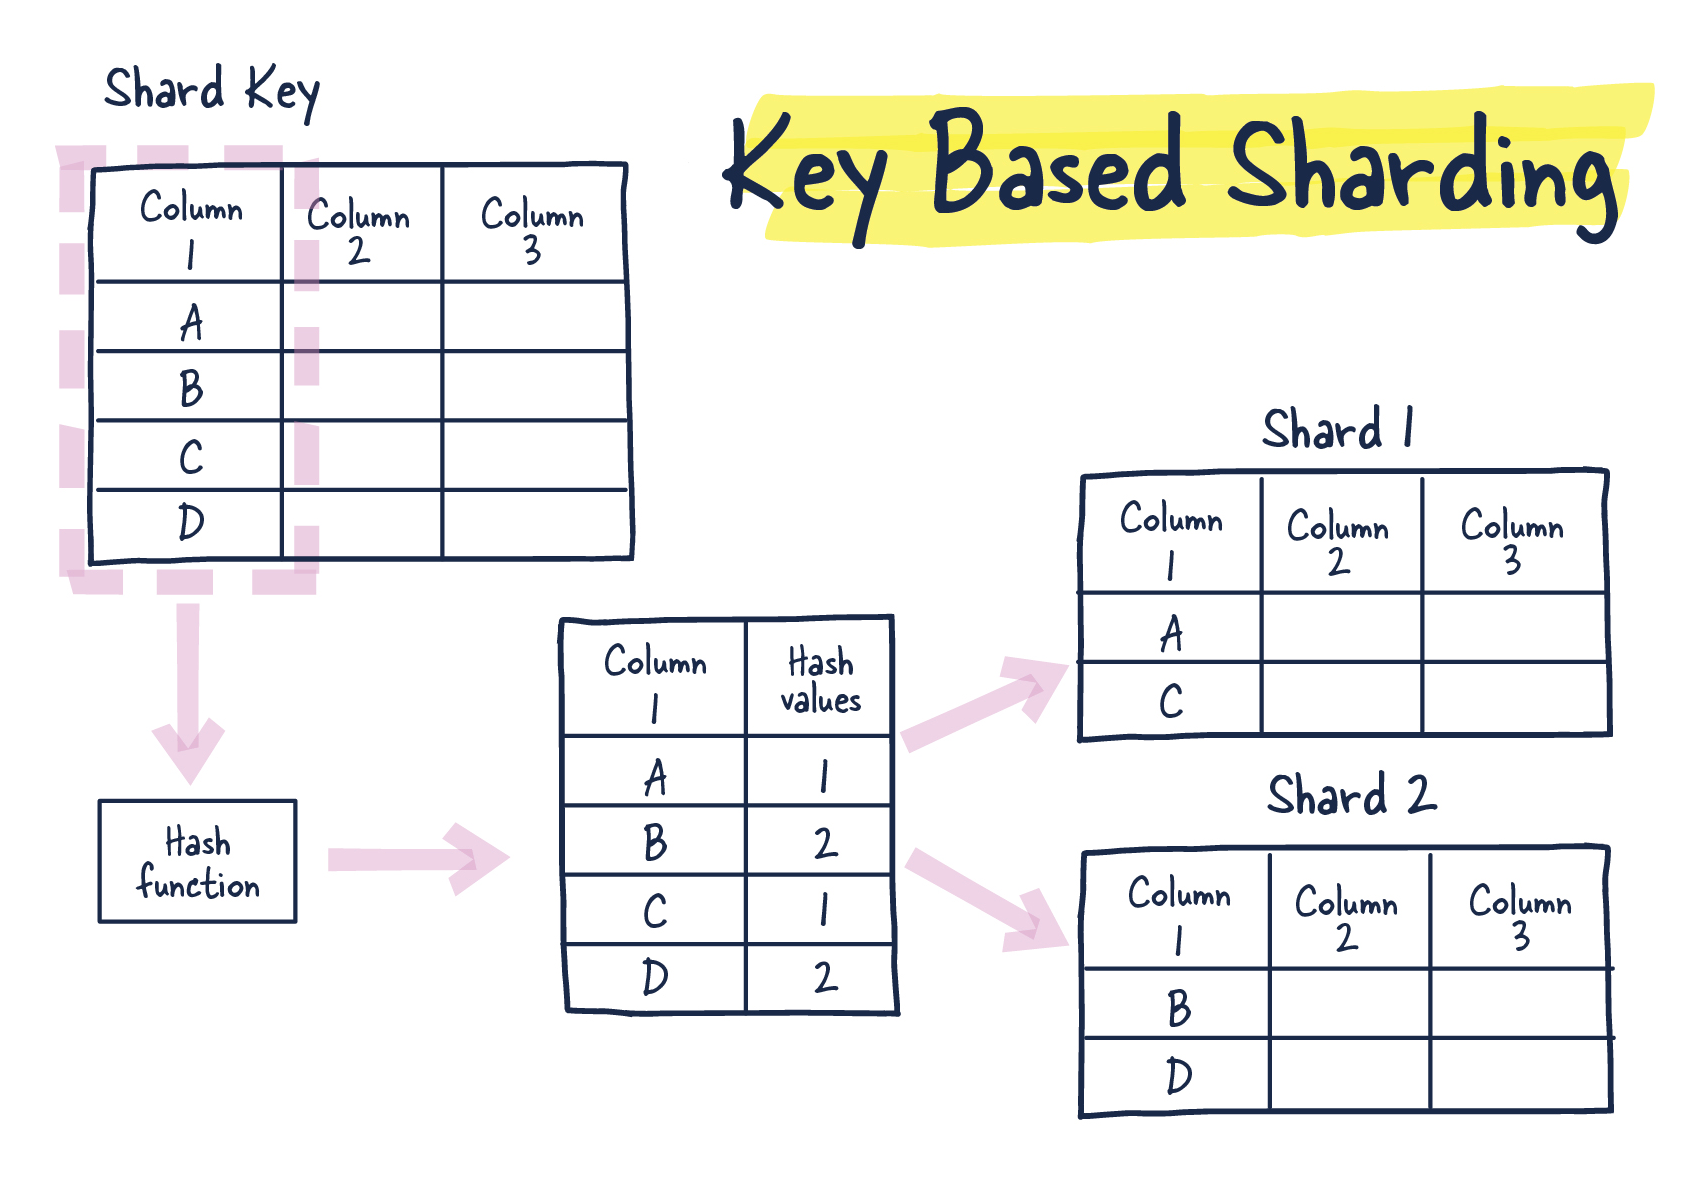 Shard Key
Key Based Sharding
Column 1
Column 2
Column 3
A
B
C
D
Hash
function
Column 1
Hash values
A 1
B 2
C 1
D 2
Shard 1
Column 1
Column 2
Column 3
A
C
Shard 2
Column 1
Column 2
Column 3
B
D